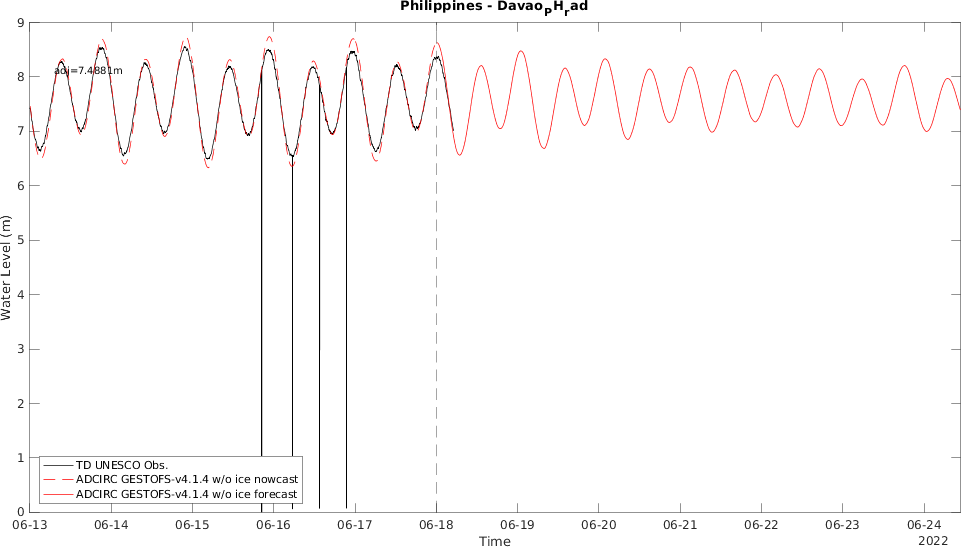 Philippines - DavaoPHrad
9
8
7
6
5
4
3
2
1
0
Water Level (m)
adj=7.4881m
TD UNESCO Obs.
ADCIRC GESTOFS-v4.1.4 w/o ice nowcast
ADCIRC GESTOFS-v4.1.4 w/o ice forecast
06-13 06-14 06-15 06-16 06-17 06-18 06-19 06-20 06-21 06-22 06-23 06-24
Time
2022